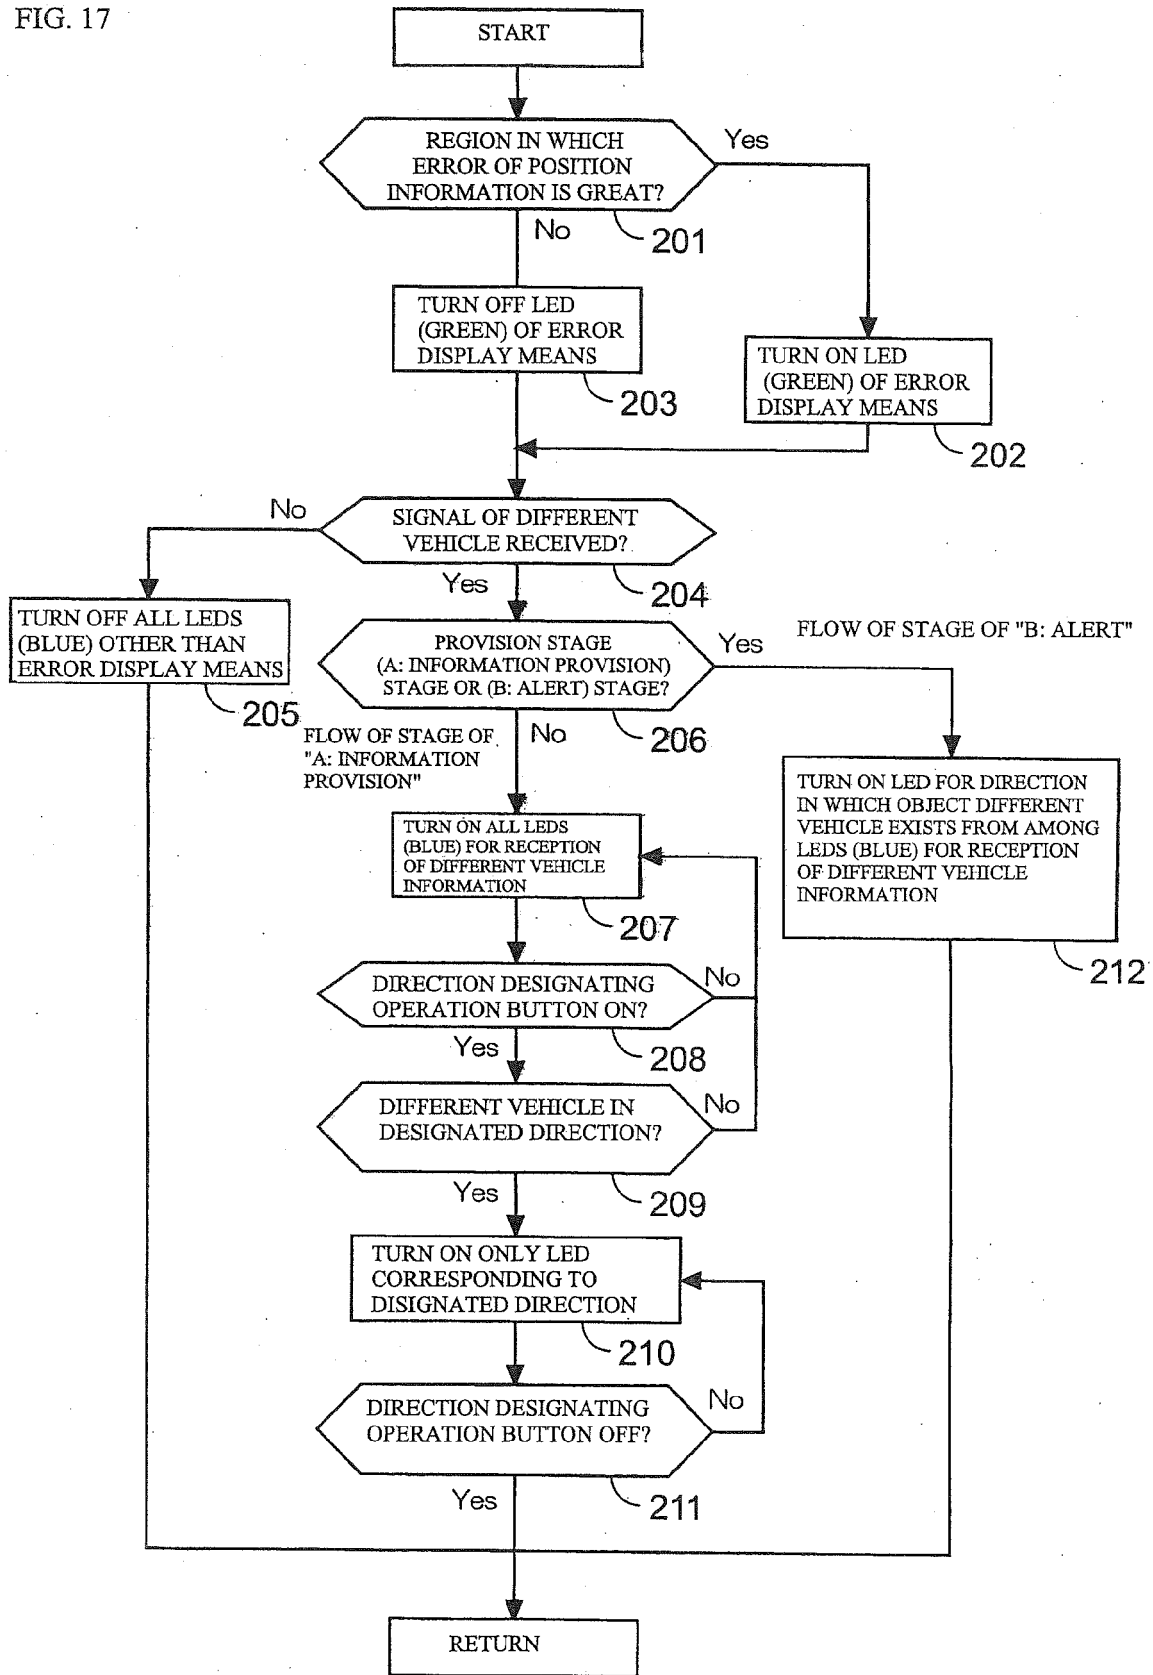 FIG. 17
START
REGION IN WHICH
ERROR OF POSITION
INFORMATION IS GREAT?
Yes
No
201
TURN OFF LED
(GREEN) OF ERROR
DISPLAY MEANS
203
TURN ON LED
(GREEN) OF ERROR
DISPLAY MEANS
202
No
SIGNAL OF DIFFERENT
VEHICLE RECEIVED?
Yes
204
TURN OFF ALL LEDS
(BLUE) OTHER THAN
ERROR DISPLAY MEANS
205
PROVISION STAGE
(A: INFORMATION PROVISION)
STAGE OR (B: ALERT) STAGE?
Yes
FLOW OF STAGE OF "B: ALERT"
206
No
FLOW OF STAGE OF
"A: INFORMATION
PROVISION"
TURN ON ALL LEDS
(BLUE) FOR RECEPTION
OF DIFFERENT VEHICLE
INFORMATION
207
TURN ON LED FOR DIRECTION
IN WHICH OBJECT DIFFERENT
VEHICLE EXISTS FROM AMONG
LEDS (BLUE) FOR RECEPTION
OF DIFFERENT VEHICLE
INFORMATION
212
DIRECTION DESIGNATING
OPERATION BUTTON ON?
No
Yes
208
DIFFERENT VEHICLE IN
DESIGNATED DIRECTION?
No
Yes
209
TURN ON ONLY LED
CORRESPONDING TO
DISIGNATED DIRECTION
210
DIRECTION DESIGNATING
OPERATION BUTTON OFF?
No
Yes
211
RETURN